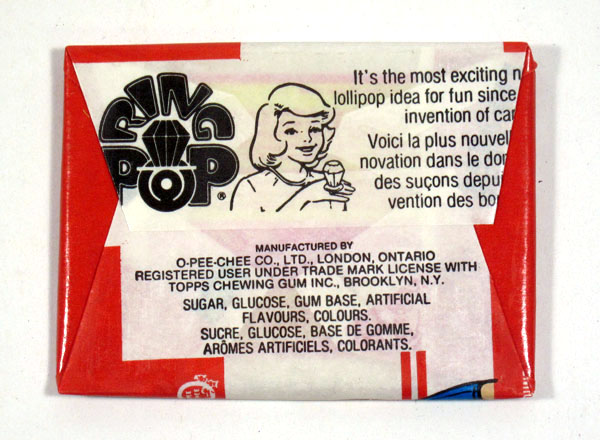 RING
POP®
It's the most exciting n
lollipop idea for fun since
invention of ca
Voici la plus nouvell
novation dans le do
des suçons depui
vention des bo
MANUFACTURED BY
O-PEE-CHEE CO., LTD., LONDON, ONTARIO
REGISTERED USER UNDER TRADE MARK LICENSE WITH
TOPPS CHEWING GUM INC., BROOKLYN, N.Y.
SUGAR, GLUCOSE, GUM BASE, ARTIFICIAL
FLAVOURS, COLOURS.
SUCRE, GLUCOSE, BASE DE GOMME,
ARÔMES ARTIFICIELS, COLORANTS.